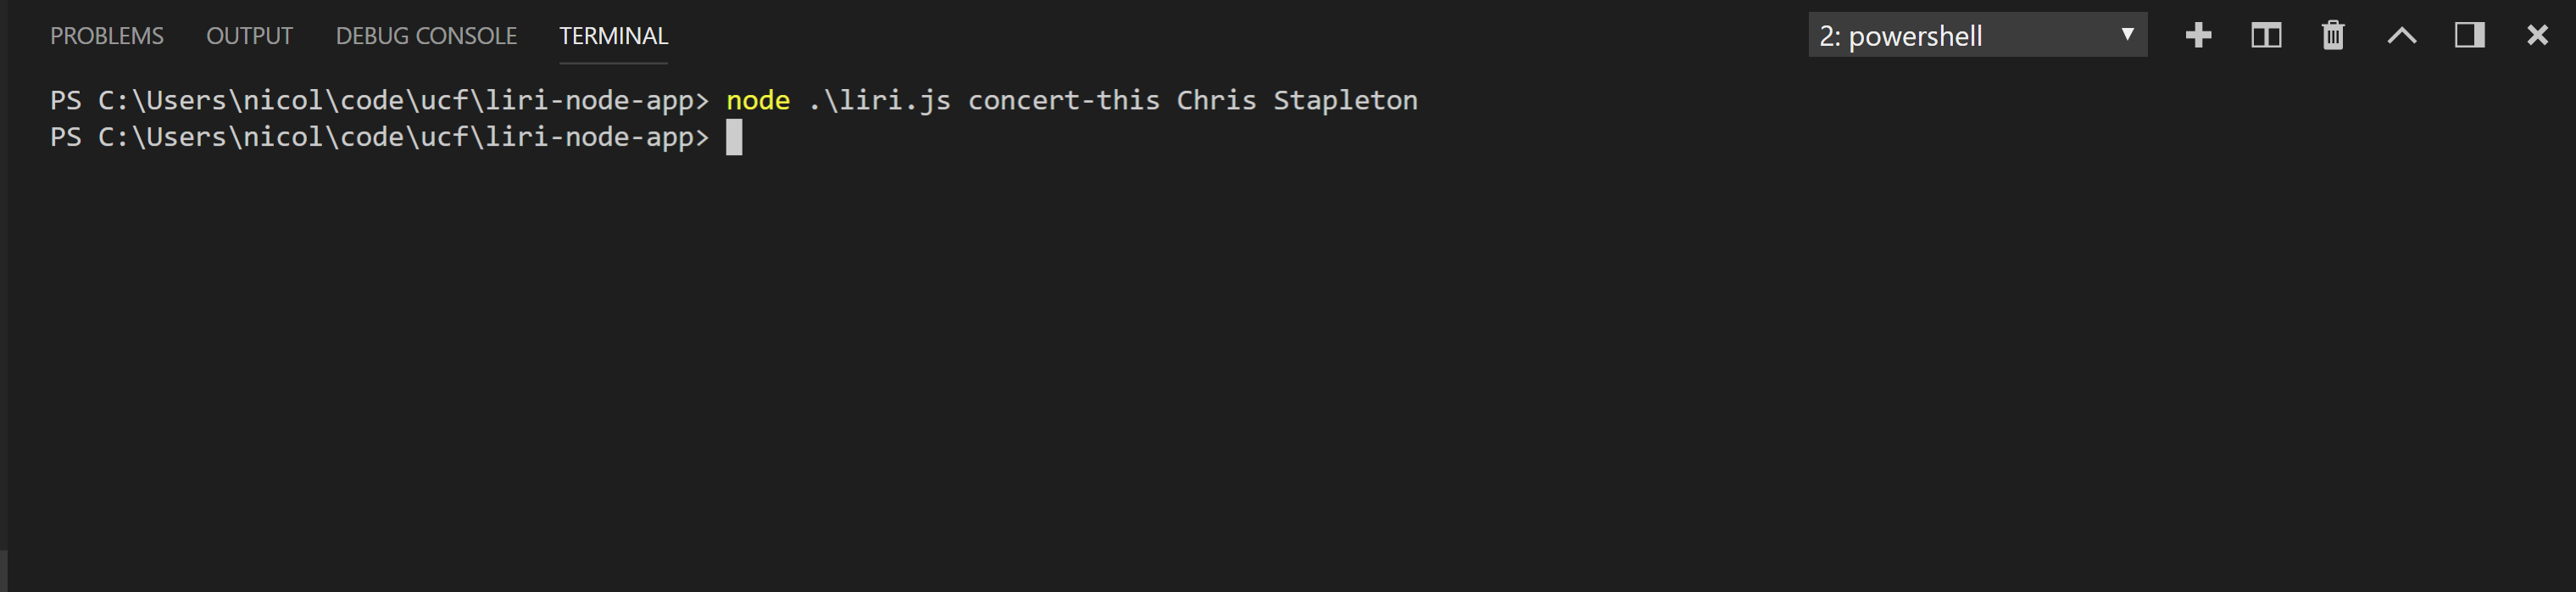 PROBLEMS OUTPUT DEBUG CONSOLE TERMINAL 2: powershell
PS C:\Users\nicol\code\ucf\liri-node-app> node .\liri.js concert-this Chris Stapleton
PS C:\Users\nicol\code\ucf\liri-node-app>